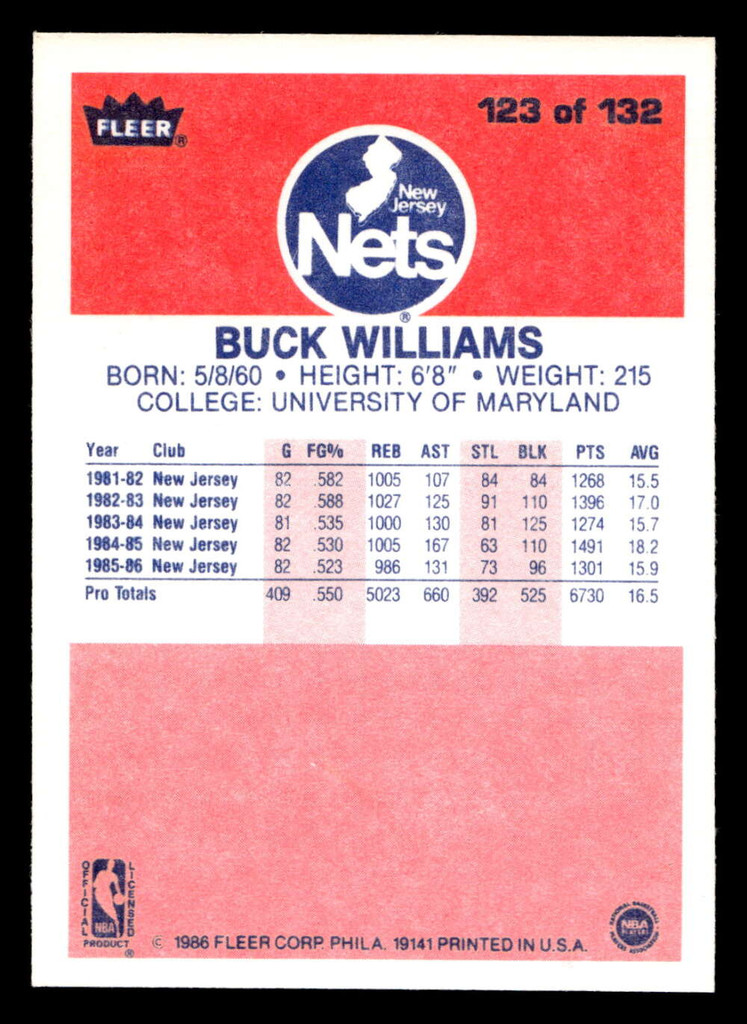 FLEER®
123 of 132
New
Jersey
Nets
®
BUCK WILLIAMS
BORN: 5/8/60 • HEIGHT: 6'8" • WEIGHT: 215
COLLEGE: UNIVERSITY OF MARYLAND
Year Club G FG% REB AST STL BLK PTS AVG
1981-82 New Jersey 82 .582 1005 107 84 84 1268 15.5
1982-83 New Jersey 82 .588 1027 125 91 110 1396 17.0
1983-84 New Jersey 81 .535 1000 130 81 125 1274 15.7
1984-85 New Jersey 82 .530 1005 167 63 110 1491 18.2
1985-86 New Jersey 82 .523 986 131 73 96 1301 15.9
Pro Totals 409 .550 5023 660 392 525 6730 16.5
OFFICIAL
LICENSED
NBA
PRODUCT
®
© 1986 FLEER CORP. PHILA. 19141 PRINTED IN U.S.A.
NATIONAL BASKETBALL
NBA
PLAYERS
PLAYERS ASSOCIATION